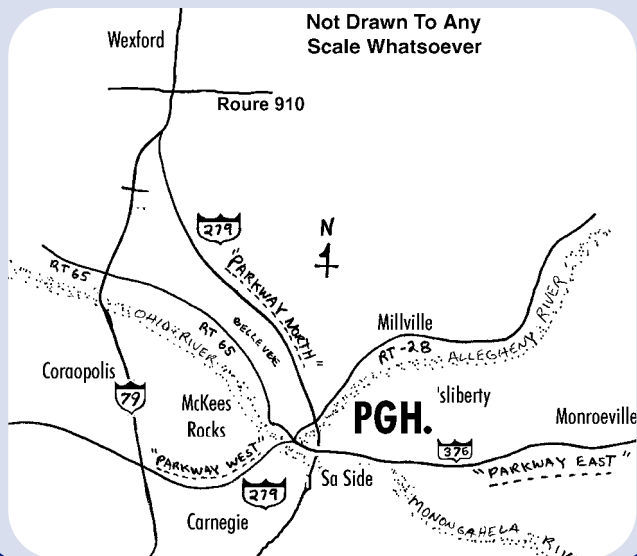 Not Drawn To Any
Scale Whatsoever
Wexford
Roure 910
279
N
"PARKWAY NORTH"
RT 65
OHIO RIVER
RT 65
BELLEVUE
Millville
RT-28
ALLEGHENY RIVER
Coraopolis
79
McKees
Rocks
'sliberty
PGH.
Monroeville
376
"PARKWAY WEST"
"PARKWAY EAST"
279
Sa Side
Carnegie
MONONGAHELA RIV